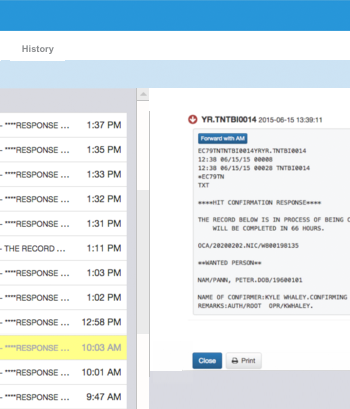 History
- ****RESPONSE ... 1:37 PM
- ****RESPONSE ... 1:35 PM
- ****RESPONSE ... 1:33 PM
- ****RESPONSE ... 1:32 PM
- ****RESPONSE ... 1:31 PM
- THE RECORD ... 1:11 PM
- ****RESPONSE ... 1:03 PM
- ****RESPONSE ... 1:02 PM
- ****RESPONSE ... 12:58 PM
- ****RESPONSE ... 10:03 AM
- ****RESPONSE ... 10:01 AM
- ****RESPONSE ... 9:47 AM
YR.TNTBI0014 2015-06-15 13:39:11
Forward with AM
EC79TNTNTBI0014YRYR.TNTBI0014
12:38 06/15/15 00008
12:38 06/15/15 00028 TNTBI0014
*EC79TN
TXT
****HIT CONFIRMATION RESPONSE****
THE RECORD BELOW IS IN PROCESS OF BEING C
WILL BE COMPLETED IN 66 HOURS.
OCA/20200202.NIC/W800198135
**WANTED PERSON**
NAM/PANN, PETER.DOB/19600101
NAME OF CONFIRMER:KYLE WHALEY.CONFIRMING
REMARKS:AUTH/ROOT OPR/KWHALEY.
Close
Print